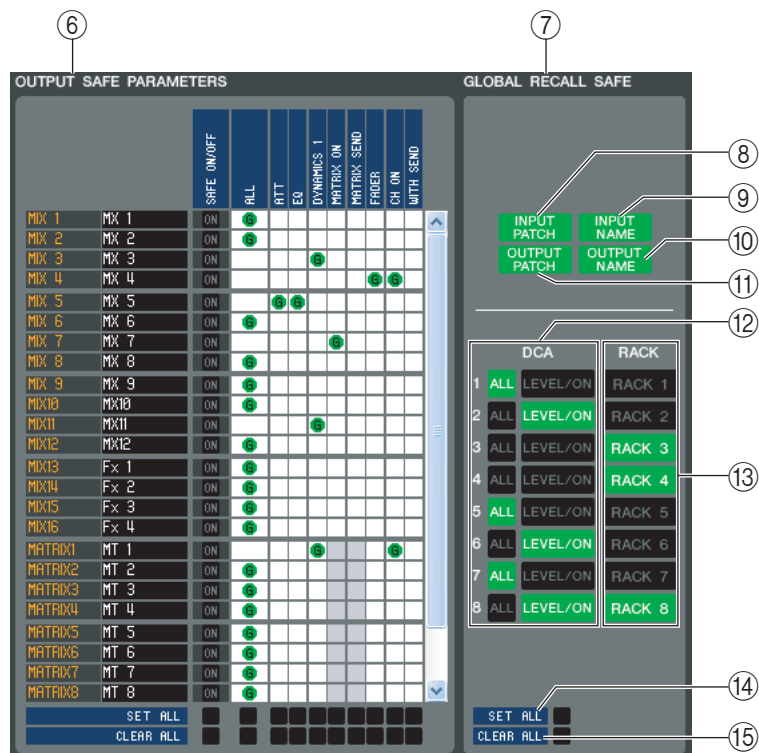 ⑥ ⑦
OUTPUT SAFE PARAMETERS
GLOBAL RECALL SAFE
SAFE ON/OFF
ALL
ATT
EQ
DYNAMICS 1
MATRIX ON
MATRIX SEND
FADER
CH ON
WITH SEND
MIX 1 MX 1 ON G
MIX 2 MX 2 ON G
MIX 3 MX 3 ON G
MIX 4 MX 4 ON G G
MIX 5 MX 5 ON G G
MIX 6 MX 6 ON G
MIX 7 MX 7 ON G
MIX 8 MX 8 ON G
MIX 9 MX 9 ON G
MIX10 MX10 ON G
MIX11 MX11 ON G
MIX12 MX12 ON G
MIX13 Fx 1 ON G
MIX14 Fx 2 ON G
MIX15 Fx 3 ON G
MIX16 Fx 4 ON G
MATRIX1 MT 1 ON G G
MATRIX2 MT 2 ON G
MATRIX3 MT 3 ON G
MATRIX4 MT 4 ON G
MATRIX5 MT 5 ON G
MATRIX6 MT 6 ON G
MATRIX7 MT 7 ON G
MATRIX8 MT 8 ON G
SET ALL
CLEAR ALL
⑧
INPUT PATCH
INPUT NAME
⑨
OUTPUT PATCH
OUTPUT NAME
⑩
⑪
⑫
DCA RACK
1 ALL LEVEL/ON RACK 1
2 ALL LEVEL/ON RACK 2
3 ALL LEVEL/ON RACK 3
4 ALL LEVEL/ON RACK 4
5 ALL LEVEL/ON RACK 5
6 ALL LEVEL/ON RACK 6
7 ALL LEVEL/ON RACK 7
8 ALL LEVEL/ON RACK 8
⑬
SET ALL ⑭
CLEAR ALL ⑮